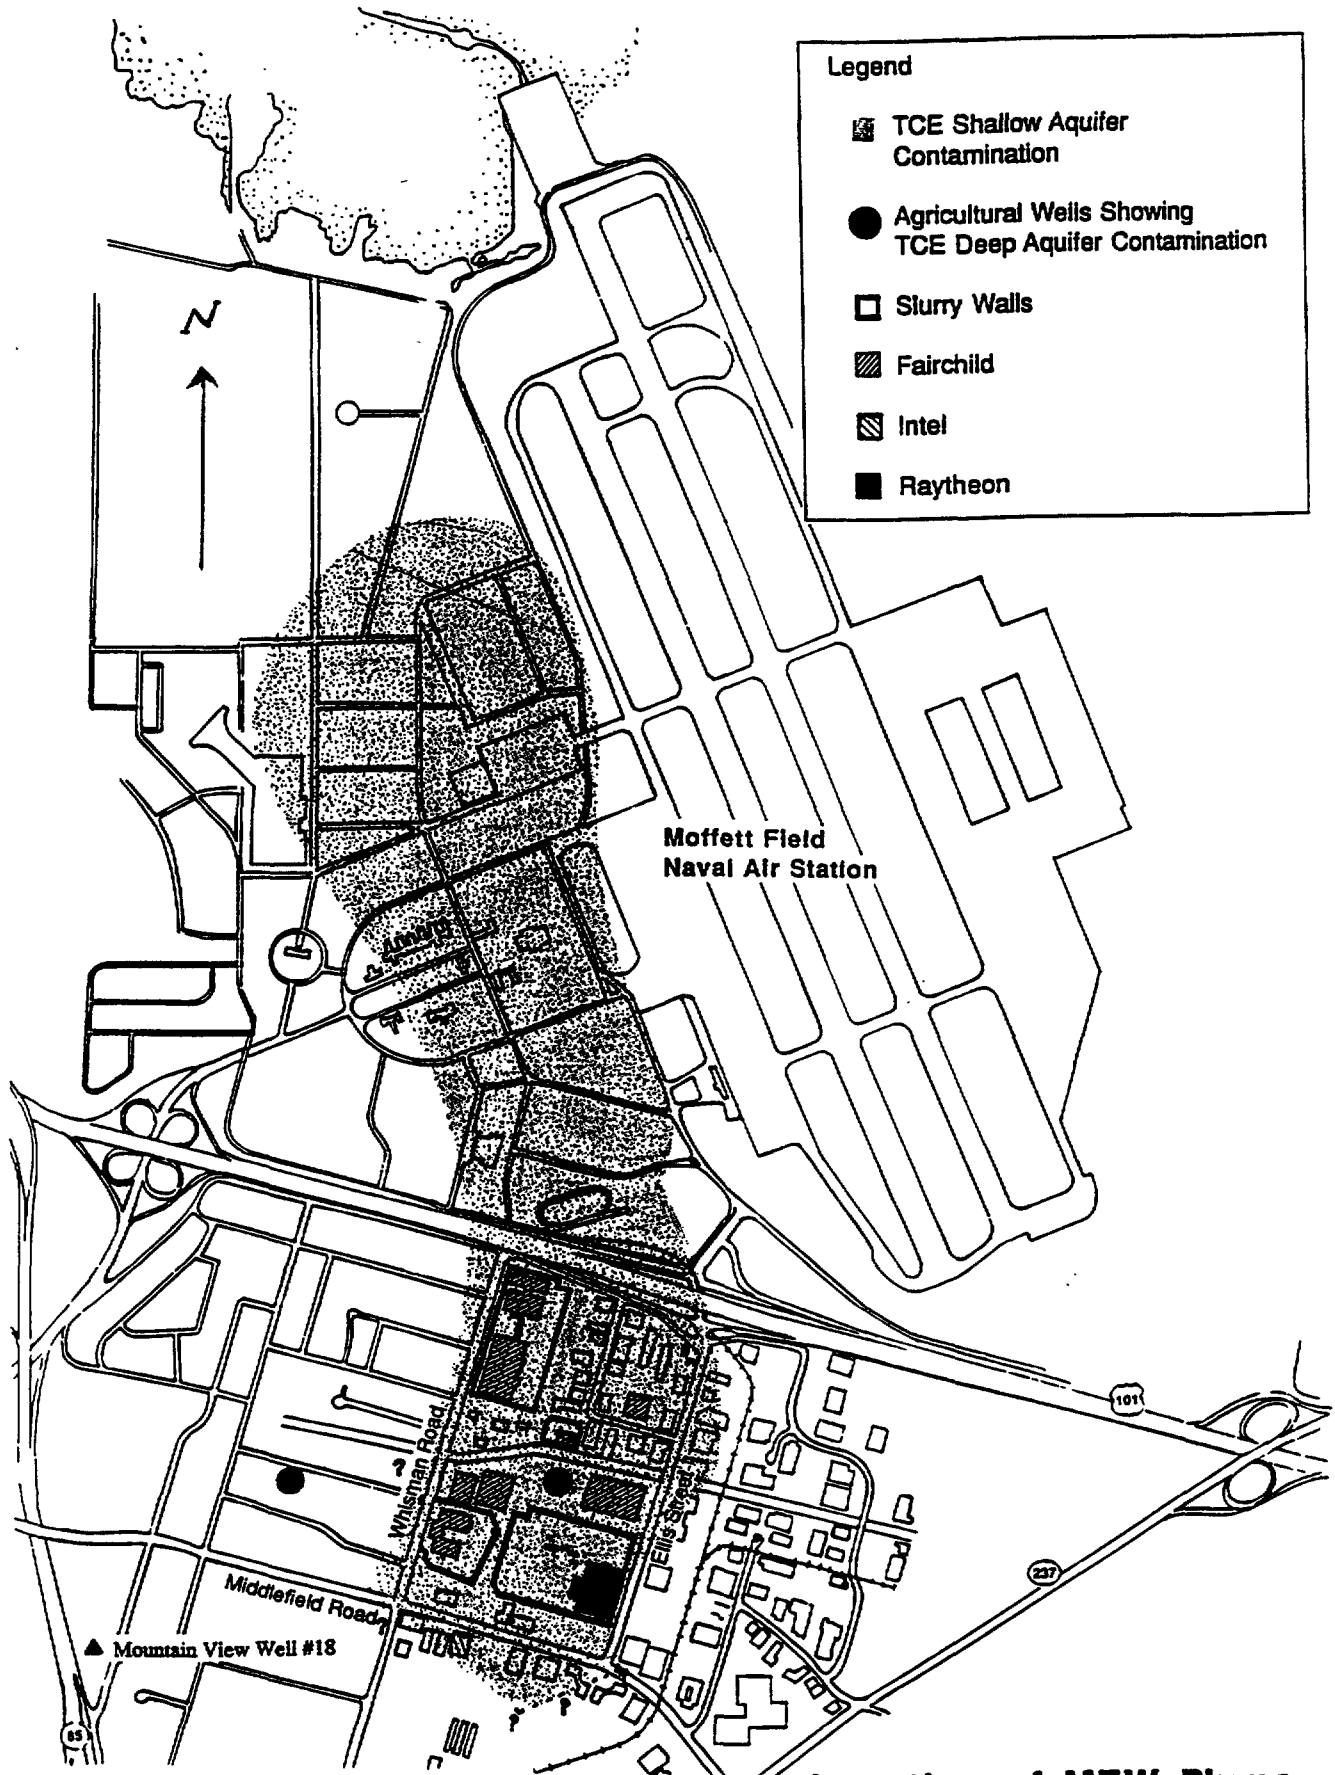 Legend
TCE Shallow Aquifer
Contamination
Agricultural Wells Showing
TCE Deep Aquifer Contamination
Slurry Walls
Fairchild
Intel
Raytheon
N
Moffett Field
Naval Air Station
101
Whisman Road
?
Ellis Street
237
Middlefield Road
?
Mountain View Well #18
?
?
85